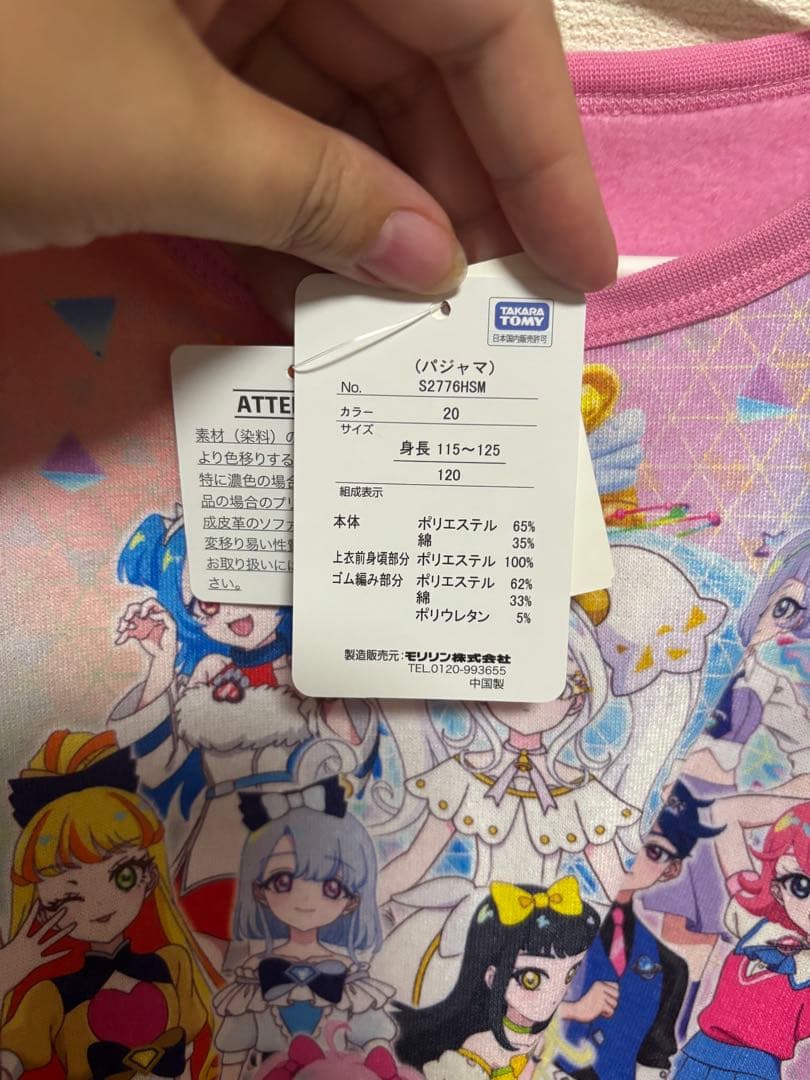 TAKARA
TOMY
日本国内販売許可
(パジャマ)
No. S2776HSM
カラー 20
サイズ
身長 115～125
120
組成表示
本体 ポリエステル 65%
綿 35%
上衣前身頃部分 ポリエステル 100%
ゴム編み部分 ポリエステル 62%
綿 33%
ポリウレタン 5%
製造販売元:モリリン株式会社
TEL.0120-993655
中国製
ATTE
素材(染料)の
より色移りする
特に濃色の場合
品の場合のプリ
成皮革のソファ
変移り易い性質
お取り扱いには
さい。